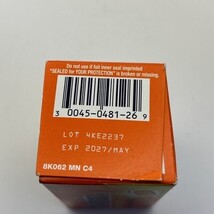 Do not use if foil inner seal imprinted
"SEALED for YOUR PROTECTION" is broken or missing.
3 0045-0481-26 9
LOT 4KE2237
EXP 2027/MAY
8K062 MN C4